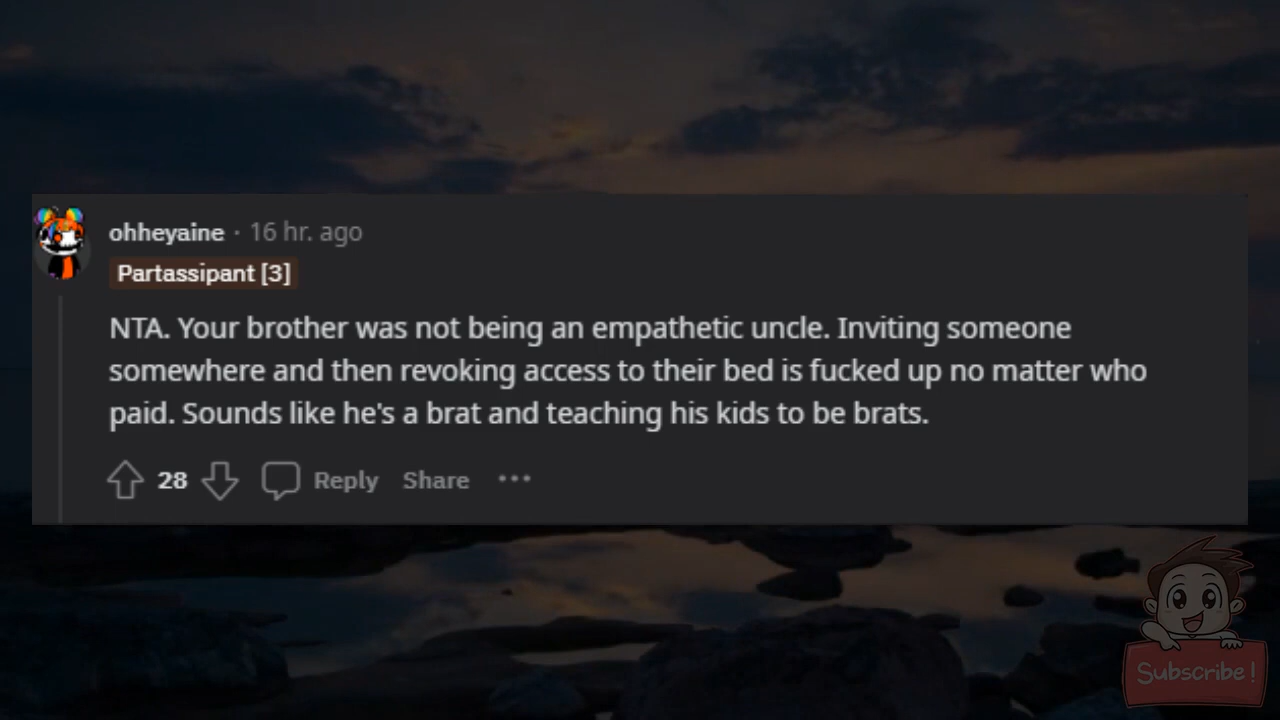 ohheyaine · 16 hr. ago
Partassipant [3]
NTA. Your brother was not being an empathetic uncle. Inviting someone
somewhere and then revoking access to their bed is fucked up no matter who
paid. Sounds like he's a brat and teaching his kids to be brats.
28 Reply Share ···
Subscribe!